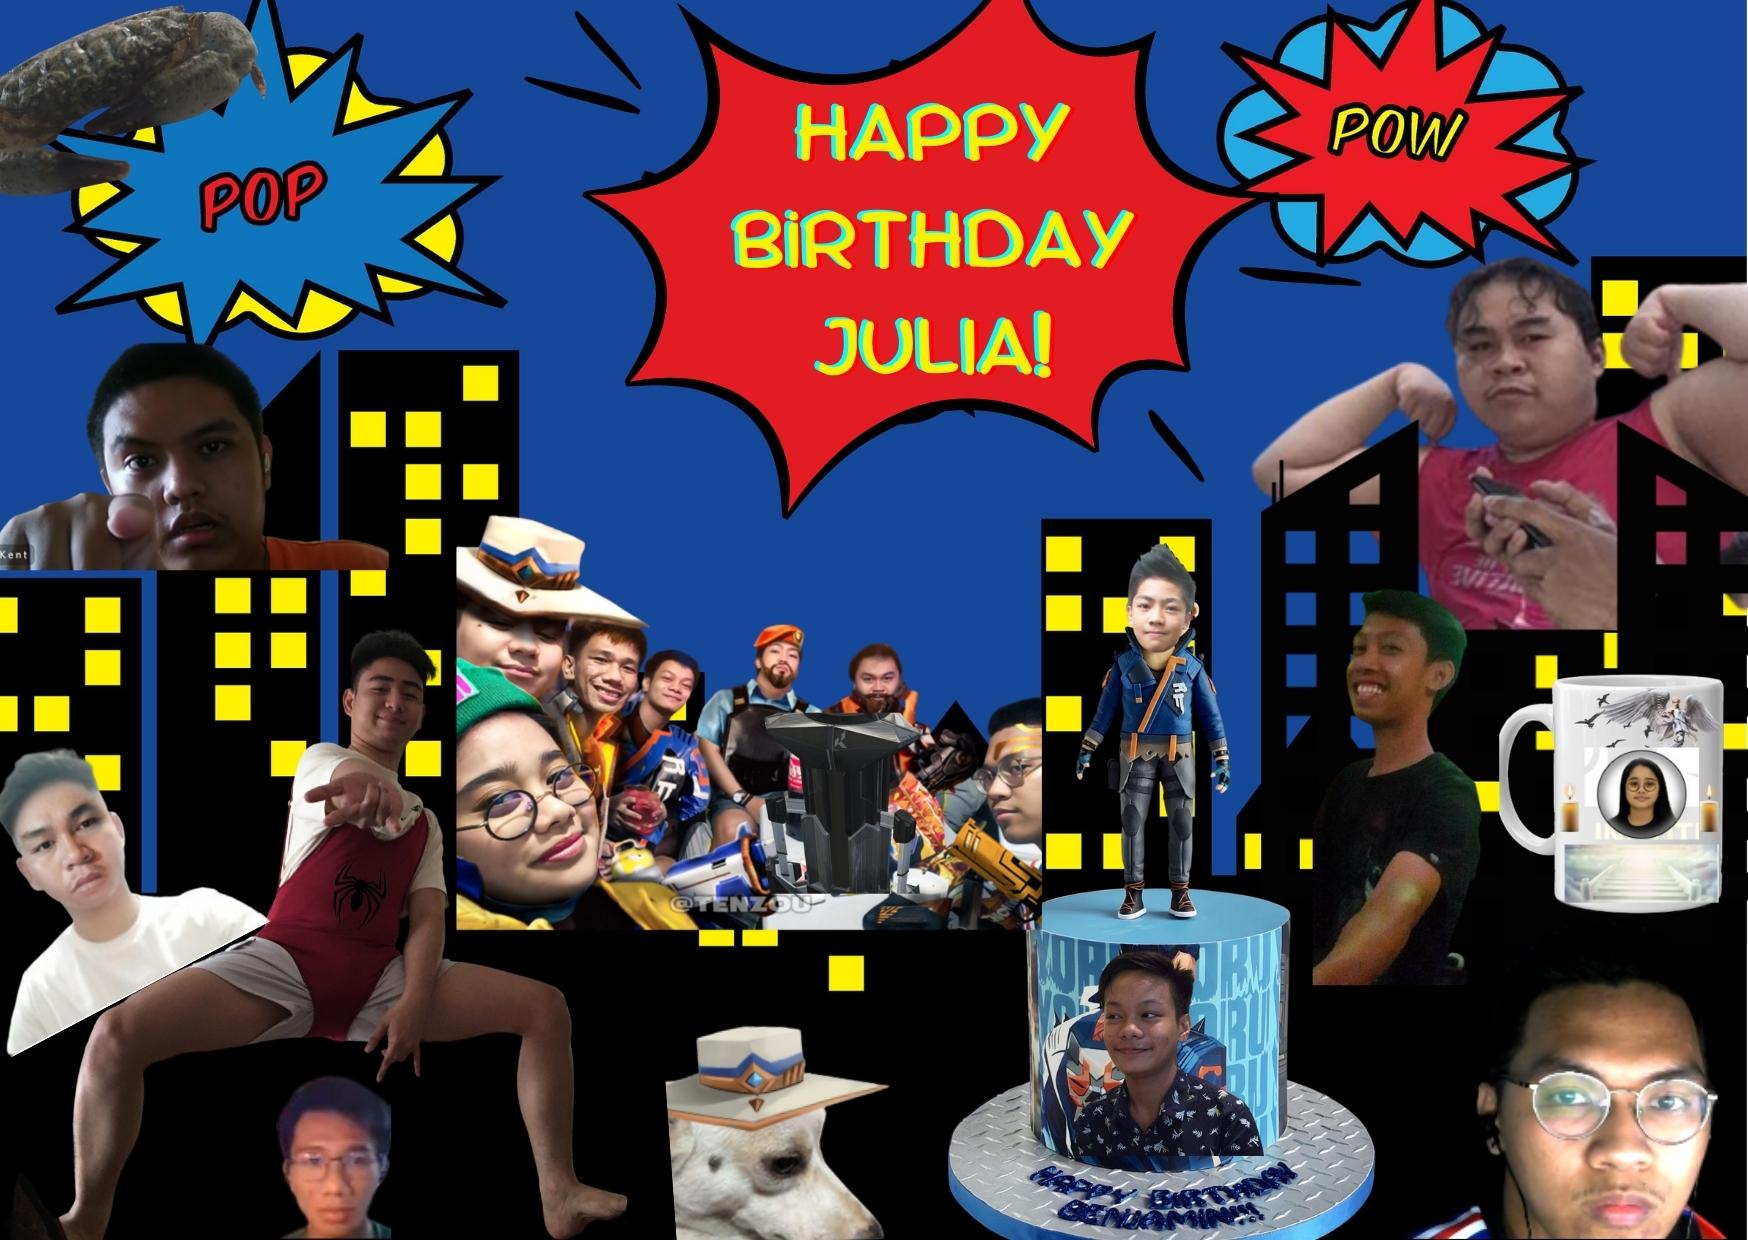 POP
HAPPY
BIRTHDAY
JULIA!
POW
Kent
@TENZOU
HAPPY BIRTHDAY
BENJAMIN!!!